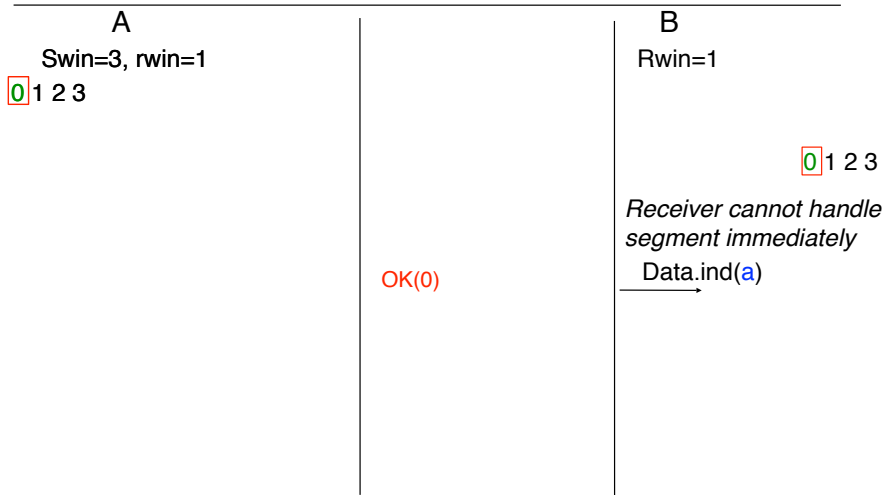 A
B
Swin=3, rwin=1
Rwin=1
0 1 2 3
0 1 2 3
Receiver cannot handle
segment immediately
OK(0)
Data.ind(a)